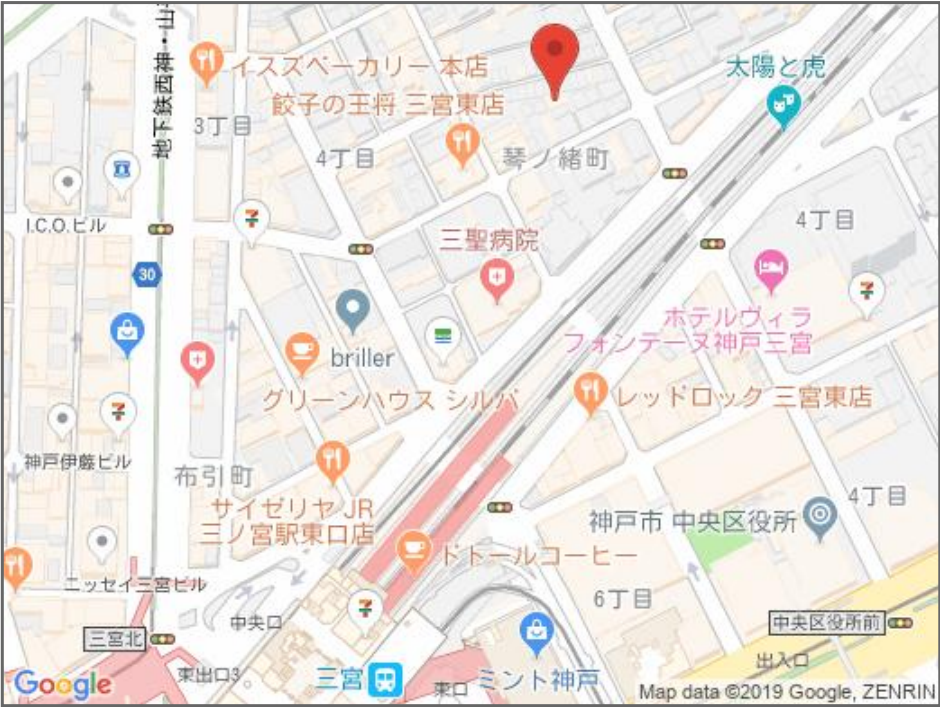 地下鉄西神・山
イスズベーカリー 本店
太陽と虎
餃子の王将 三宮東店
3丁目
4丁目
琴ノ緒町
I.C.O.ビル
4丁目
三聖病院
30
ホテルヴィラ
フォンテーヌ神戸三宮
briller
グリーンハウス シルバ
レッドロック 三宮東店
神戸伊藤ビル
布引町
サイゼリヤ JR
三ノ宮駅東口店
4丁目
神戸市 中央区役所
ドトールコーヒー
ニッセイ三宮ビル
6丁目
中央口
中央区役所前
三宮北
出入口
東出口3
三宮
東口
ミント神戸
Google
Map data ©2019 Google, ZENRIN